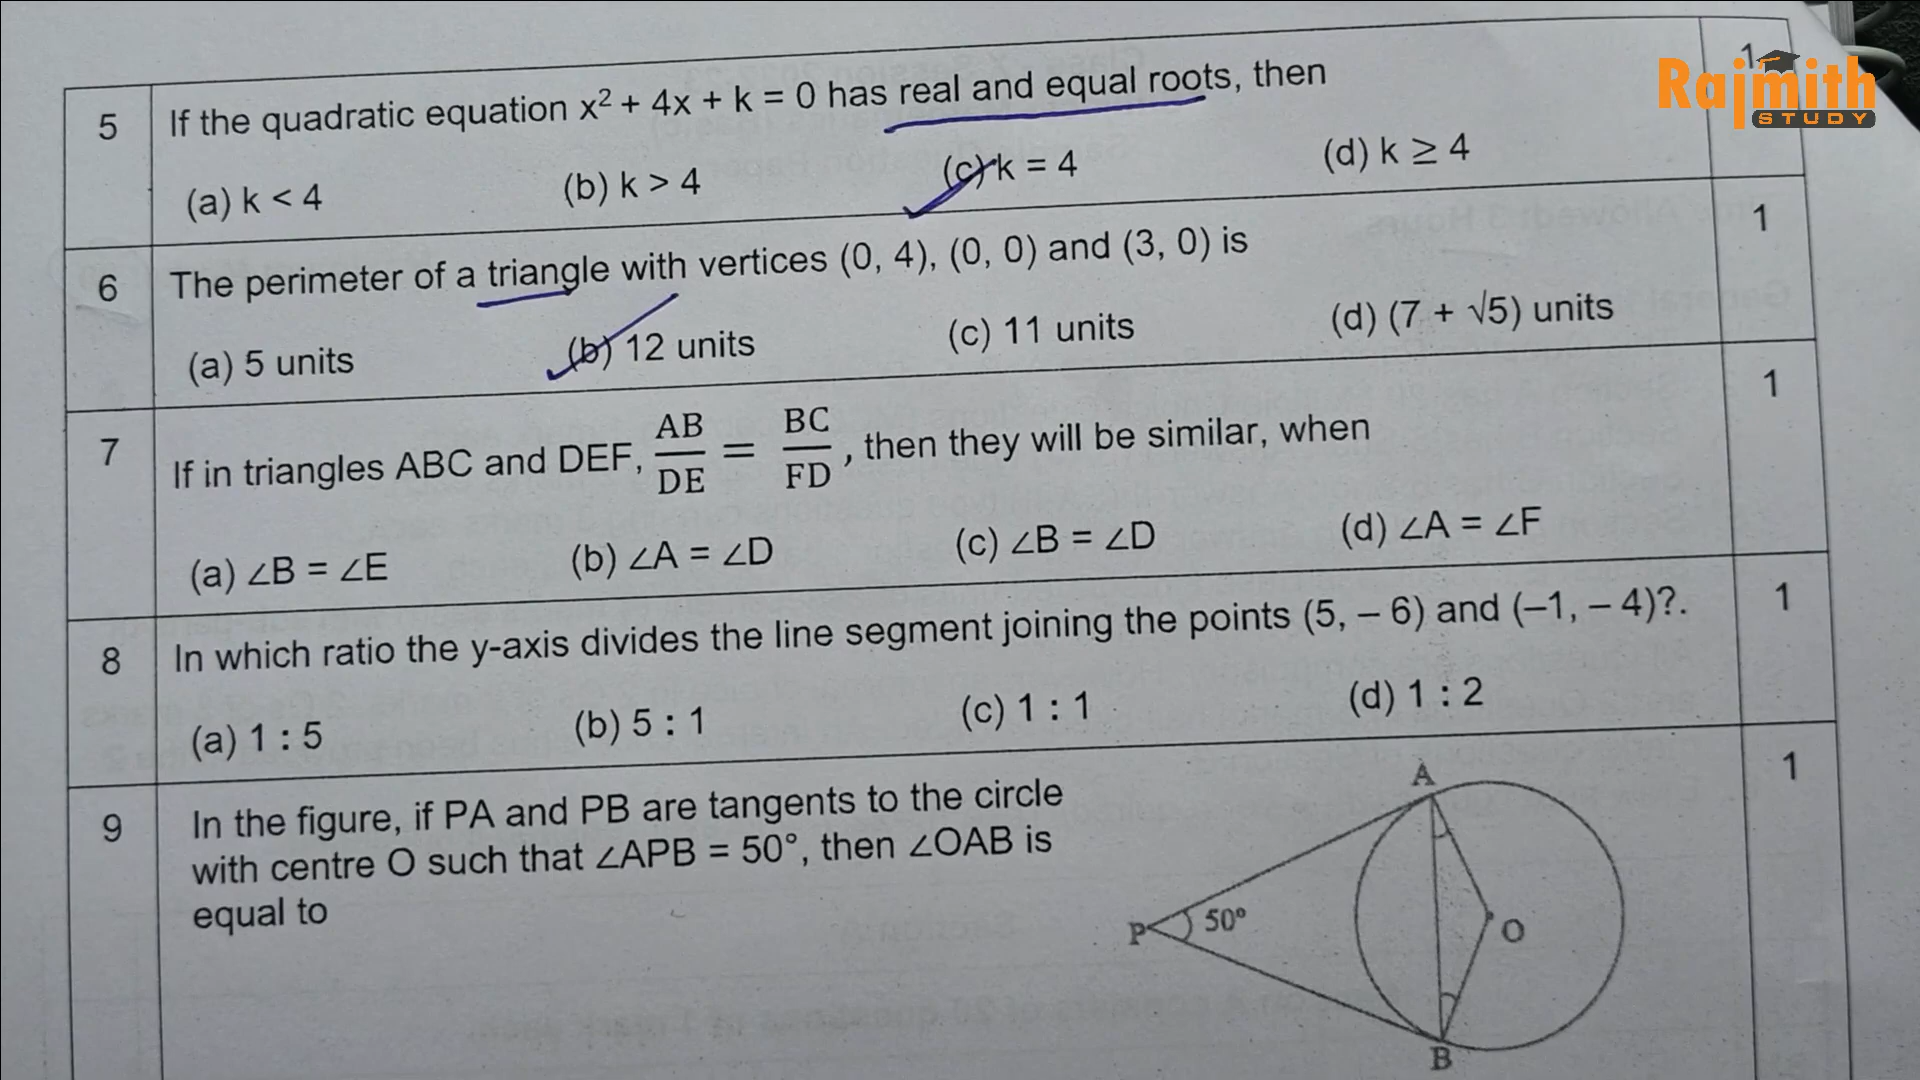 Rajmith
STUDY
5
If the quadratic equation x² + 4x + k = 0 has real and equal roots, then
1
(a) k < 4 (b) k > 4 (c) k = 4 (d) k ≥ 4
6
The perimeter of a triangle with vertices (0, 4), (0, 0) and (3, 0) is
1
(a) 5 units (b) 12 units (c) 11 units (d) (7 + √5) units
7
If in triangles ABC and DEF, AB/DE = BC/FD, then they will be similar, when
1
(a) ∠B = ∠E (b) ∠A = ∠D (c) ∠B = ∠D (d) ∠A = ∠F
8
In which ratio the y-axis divides the line segment joining the points (5, – 6) and (–1, – 4)?.
1
(a) 1 : 5 (b) 5 : 1 (c) 1 : 1 (d) 1 : 2
9
In the figure, if PA and PB are tangents to the circle
with centre O such that ∠APB = 50°, then ∠OAB is
equal to
1
A
P
50°
O
B